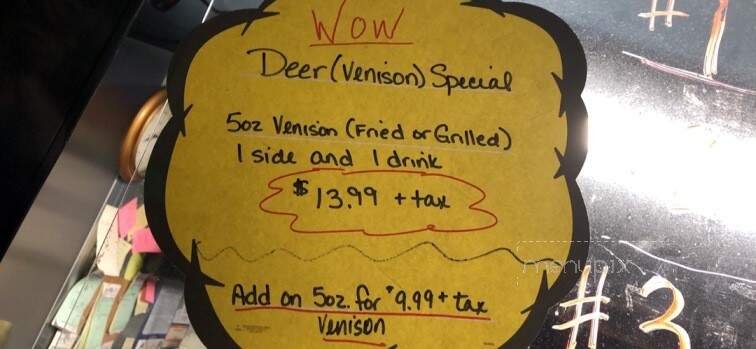 WOW
Deer (Venison) Special
5oz Venison (Fried or Grilled)
1 side and 1 drink
$13.99 + tax
Add on 5oz. for $9.99 + tax
Venison
menupix
#3